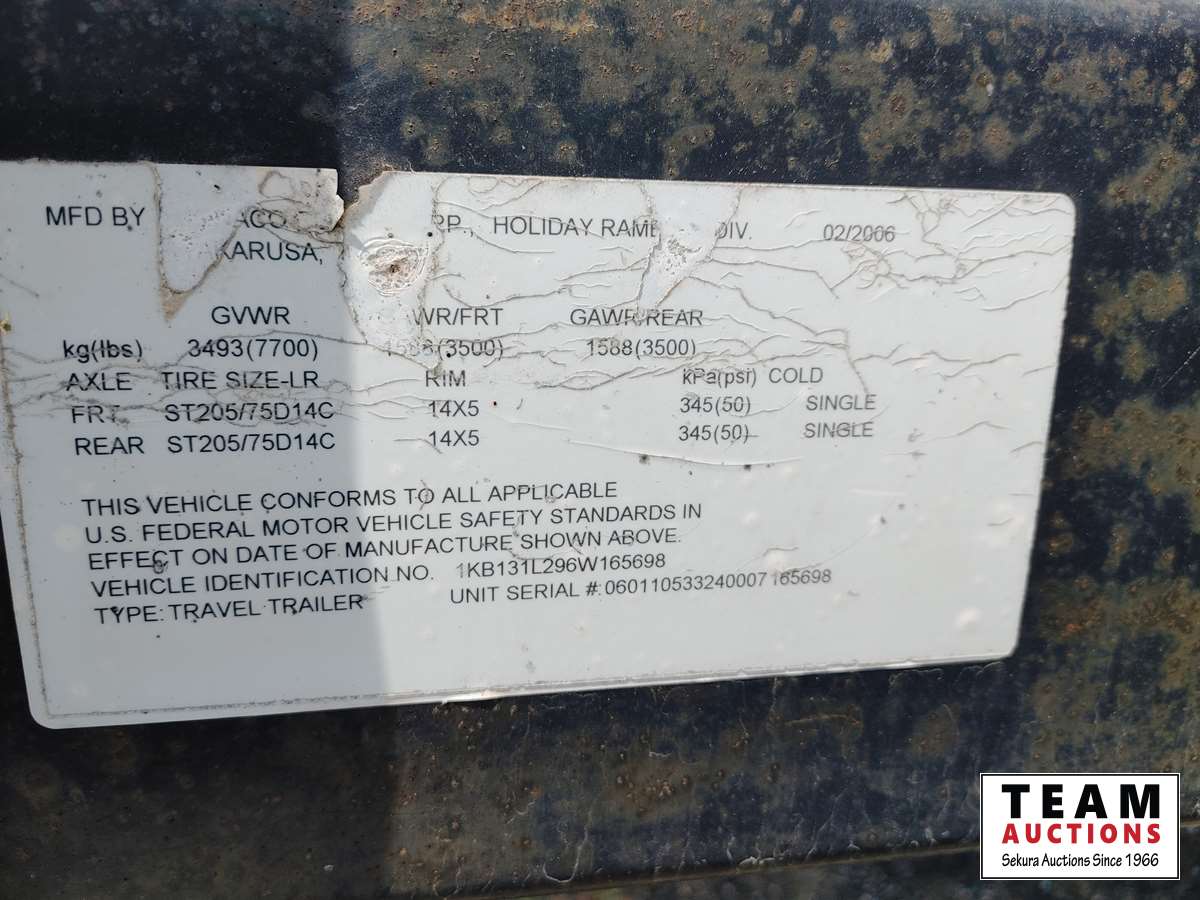 MFD BY ACO RP., HOLIDAY RAM DIV. 02/2006
KARUSA,
GVWR WR/FRT GAWR/REAR
kg(lbs) 3493(7700) 1588(3500) 1588(3500)
AXLE TIRE SIZE-LR RIM kPa(psi) COLD
FRT ST205/75D14C 14X5 345(50) SINGLE
REAR ST205/75D14C 14X5 345(50) SINGLE
THIS VEHICLE CONFORMS TO ALL APPLICABLE
U.S. FEDERAL MOTOR VEHICLE SAFETY STANDARDS IN
EFFECT ON DATE OF MANUFACTURE SHOWN ABOVE.
VEHICLE IDENTIFICATION NO. 1KB131L296W165698
TYPE: TRAVEL TRAILER UNIT SERIAL #: 060110533240007165698
TEAM
AUCTIONS
Sekura Auctions Since 1966